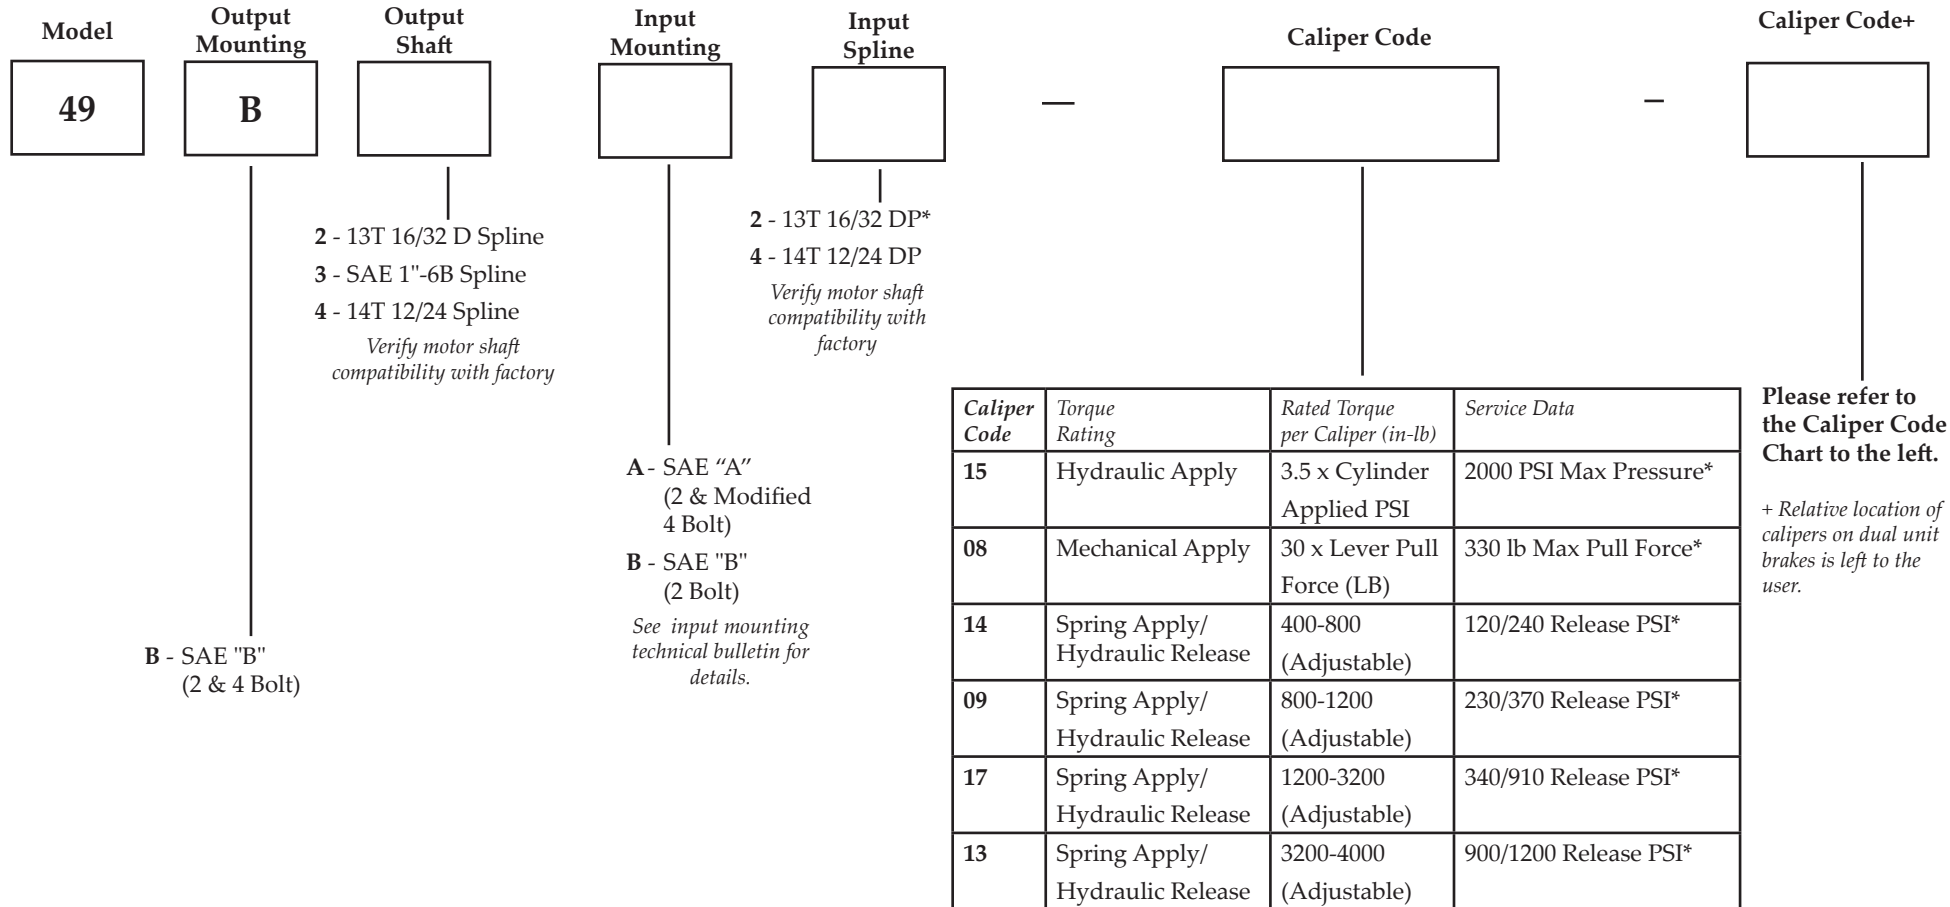 Model
Output
Mounting
Output
Shaft
Input
Mounting
Input
Spline
Caliper Code
Caliper Code+
49
B
—
–
2 - 13T 16/32 D Spline
3 - SAE 1"-6B Spline
4 - 14T 12/24 Spline
Verify motor shaft
compatibility with factory
2 - 13T 16/32 DP*
4 - 14T 12/24 DP
Verify motor shaft
compatibility with
factory
A - SAE “A”
(2 & Modified
4 Bolt)
B - SAE "B"
(2 Bolt)
See input mounting
technical bulletin for
details.
B - SAE "B"
(2 & 4 Bolt)
Caliper Torque Rated Torque Service Data
Code Rating per Caliper (in-lb)
15 Hydraulic Apply 3.5 x Cylinder 2000 PSI Max Pressure*
Applied PSI
08 Mechanical Apply 30 x Lever Pull 330 lb Max Pull Force*
Force (LB)
14 Spring Apply/ 400-800 120/240 Release PSI*
Hydraulic Release (Adjustable)
09 Spring Apply/ 800-1200 230/370 Release PSI*
Hydraulic Release (Adjustable)
17 Spring Apply/ 1200-3200 340/910 Release PSI*
Hydraulic Release (Adjustable)
13 Spring Apply/ 3200-4000 900/1200 Release PSI*
Hydraulic Release (Adjustable)
Please refer to
the Caliper Code
Chart to the left.
+ Relative location of
calipers on dual unit
brakes is left to the
user.